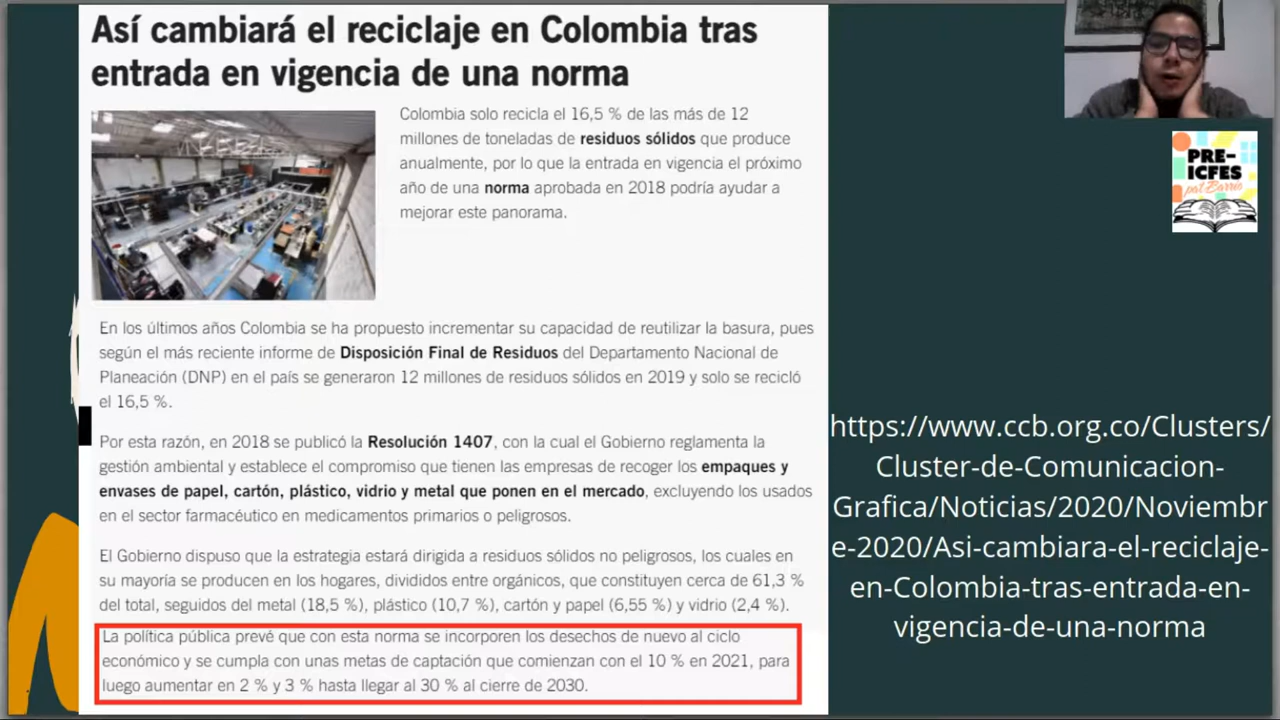 Así cambiará el reciclaje en Colombia tras
entrada en vigencia de una norma
Colombia solo recicla el 16,5 % de las más de 12
millones de toneladas de residuos sólidos que produce
anualmente, por lo que la entrada en vigencia el próximo
año de una norma aprobada en 2018 podría ayudar a
mejorar este panorama.
En los últimos años Colombia se ha propuesto incrementar su capacidad de reutilizar la basura, pues
según el más reciente informe de Disposición Final de Residuos del Departamento Nacional de
Planeación (DNP) en el país se generaron 12 millones de residuos sólidos en 2019 y solo se recicló
el 16,5 %.
Por esta razón, en 2018 se publicó la Resolución 1407, con la cual el Gobierno reglamenta la
gestión ambiental y establece el compromiso que tienen las empresas de recoger los empaques y
envases de papel, cartón, plástico, vidrio y metal que ponen en el mercado, excluyendo los usados
en el sector farmacéutico en medicamentos primarios o peligrosos.
El Gobierno dispuso que la estrategia estará dirigida a residuos sólidos no peligrosos, los cuales en
su mayoría se producen en los hogares, divididos entre orgánicos, que constituyen cerca de 61,3 %
del total, seguidos del metal (18,5 %), plástico (10,7 %), cartón y papel (6,55 %) y vidrio (2,4 %).
La política pública prevé que con esta norma se incorporen los desechos de nuevo al ciclo
económico y se cumpla con unas metas de captación que comienzan con el 10 % en 2021, para
luego aumentar en 2 % y 3 % hasta llegar al 30 % al cierre de 2030.
PRE-
ICFES
pal Barrio
https://www.ccb.org.co/Clusters/
Cluster-de-Comunicacion-
Grafica/Noticias/2020/Noviembr
e-2020/Asi-cambiara-el-reciclaje-
en-Colombia-tras-entrada-en-
vigencia-de-una-norma